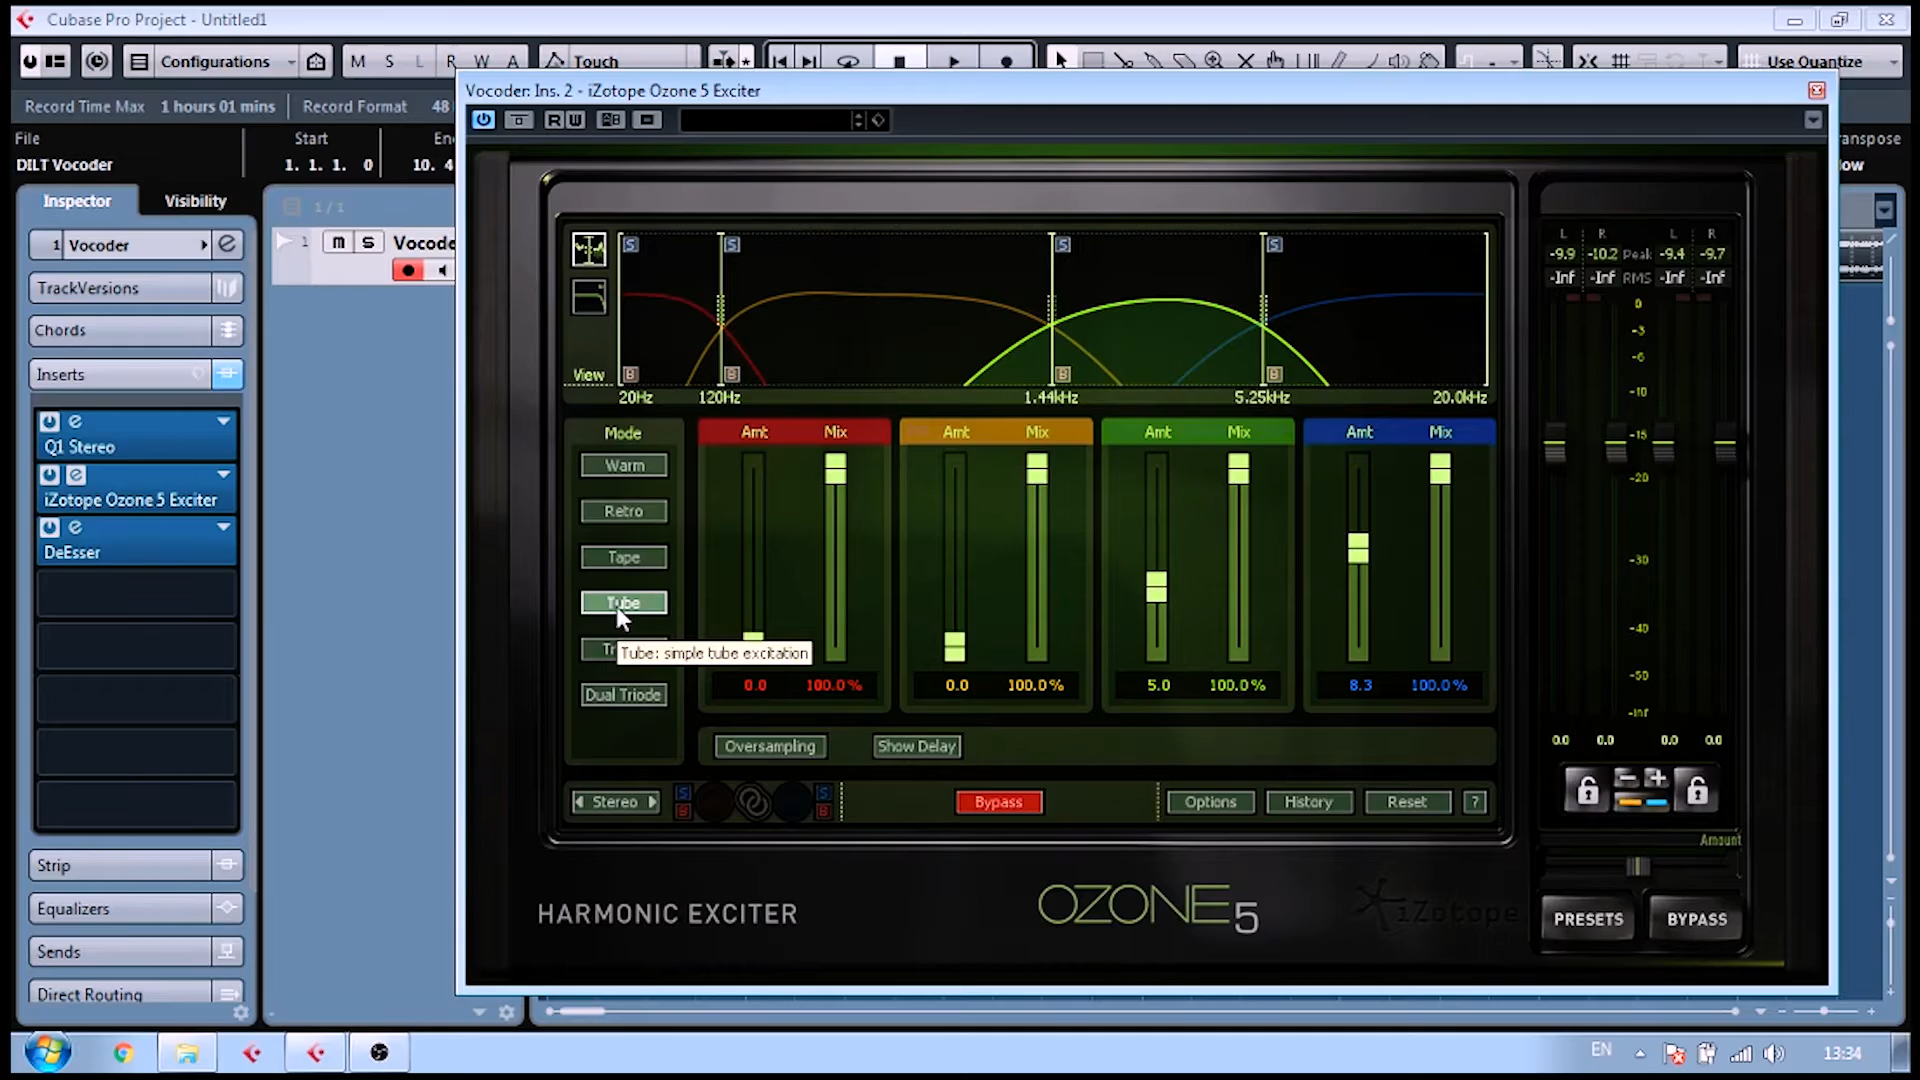 Cubase Pro Project - Untitled1
Configurations
M S L R W A
Touch
Use Quantize
Record Time Max 1 hours 01 mins Record Format 48
Vocoder: Ins. 2 - iZotope Ozone 5 Exciter
R W
File
DILT Vocoder
Start
1. 1. 1. 0
En
10. 4
anspose
ow
Inspector Visibility
1 / 1
1 Vocoder
1 m S Vocode
TrackVersions
Chords
Inserts
Q1 Stereo
iZotope Ozone 5 Exciter
DeEsser
Strip
Equalizers
Sends
Direct Routing
S S S S
View
B B B B
20Hz 120Hz 1.44kHz 5.25kHz 20.0kHz
Mode
Warm
Retro
Tape
Tube
Tr
Dual Triode
Tube: simple tube excitation
Amt Mix Amt Mix Amt Mix Amt Mix
0.0 100.0% 0.0 100.0% 5.0 100.0% 8.3 100.0%
Oversampling Show Delay
Stereo
S S
B B
Bypass
Options History Reset ?
L R L R
-9.9 -10.2 Peak -9.4 -9.7
-Inf -Inf RMS -Inf -Inf
0
-3
-6
-10
-15
-20
-30
-40
-50
-Inf
0.0 0.0 0.0 0.0
Amount
PRESETS BYPASS
HARMONIC EXCITER
OZONE 5
iZotope
EN
13:34